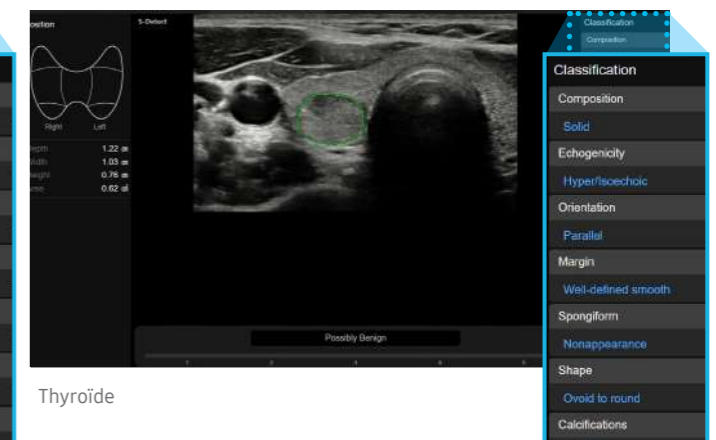 S-Detect
Right Left
1.22 cm
Width 1.03 cm
0.76 cm
0.62
Possibly Benign
Thyroïde
Classification
Composition
Classification
Composition
Solid
Echogenicity
Hyper/Isoechoic
Orientation
Parallel
Margin
Well-defined smooth
Spongiform
Nonappearance
Shape
Ovoid to round
Calcifications